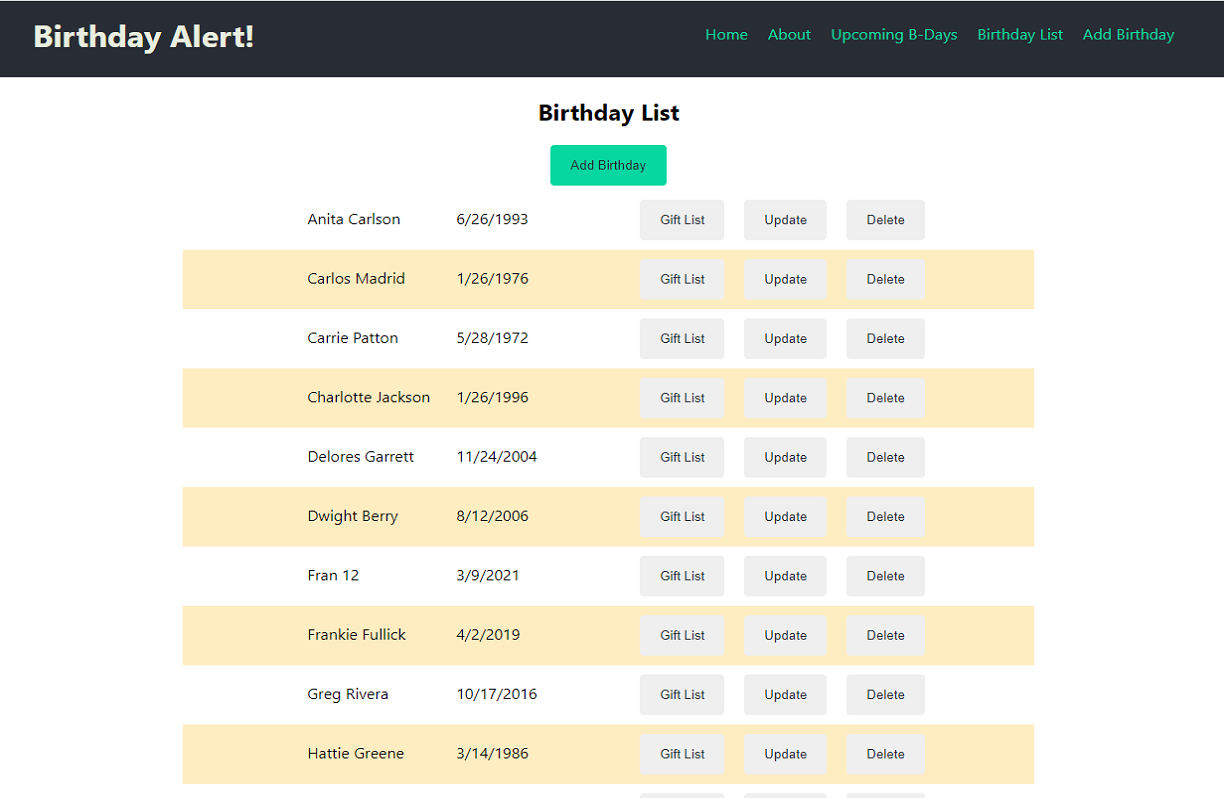 Birthday Alert!
Home About Upcoming B-Days Birthday List Add Birthday
Birthday List
Add Birthday
Anita Carlson 6/26/1993 Gift List Update Delete
Carlos Madrid 1/26/1976 Gift List Update Delete
Carrie Patton 5/28/1972 Gift List Update Delete
Charlotte Jackson 1/26/1996 Gift List Update Delete
Delores Garrett 11/24/2004 Gift List Update Delete
Dwight Berry 8/12/2006 Gift List Update Delete
Fran 12 3/9/2021 Gift List Update Delete
Frankie Fullick 4/2/2019 Gift List Update Delete
Greg Rivera 10/17/2016 Gift List Update Delete
Hattie Greene 3/14/1986 Gift List Update Delete